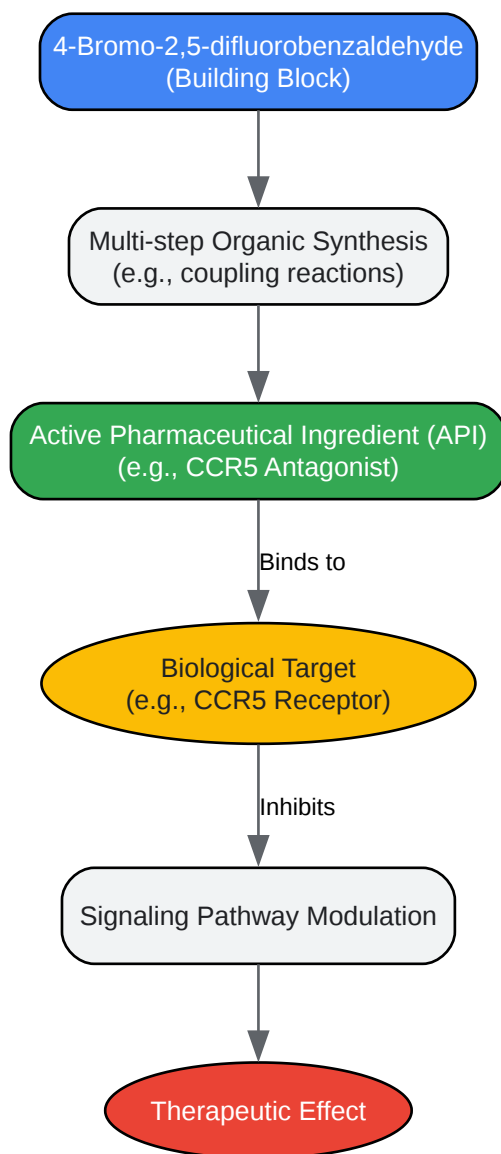 4-Bromo-2,5-difluorobenzaldehyde
(Building Block)
Multi-step Organic Synthesis
(e.g., coupling reactions)
Active Pharmaceutical Ingredient (API)
(e.g., CCR5 Antagonist)
Binds to
Biological Target
(e.g., CCR5 Receptor)
Inhibits
Signaling Pathway Modulation
Therapeutic Effect